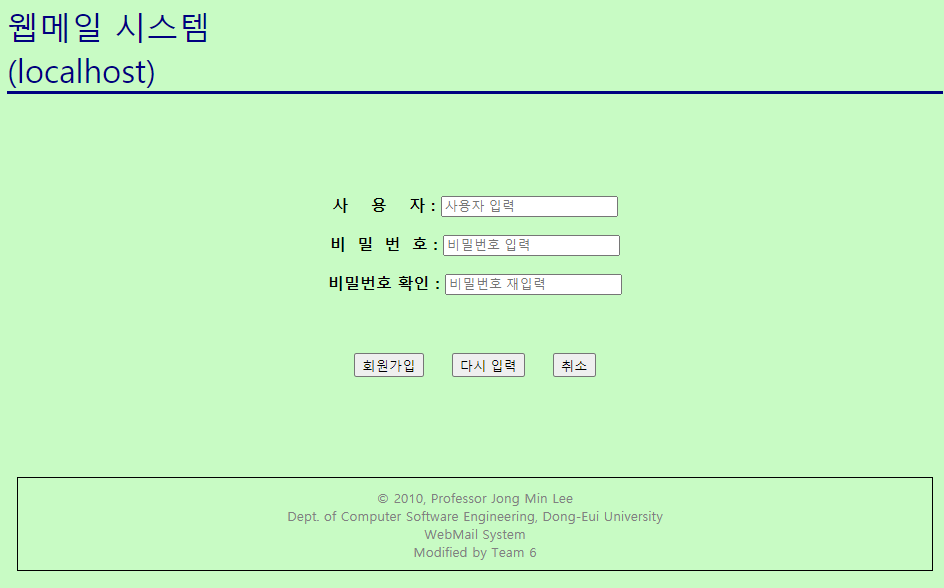 웹메일 시스템
(localhost)
사 용 자 : 사용자 입력
비 밀 번 호 : 비밀번호 입력
비밀번호 확인 : 비밀번호 재입력
회원가입 다시 입력 취소
© 2010, Professor Jong Min Lee
Dept. of Computer Software Engineering, Dong-Eui University
WebMail System
Modified by Team 6